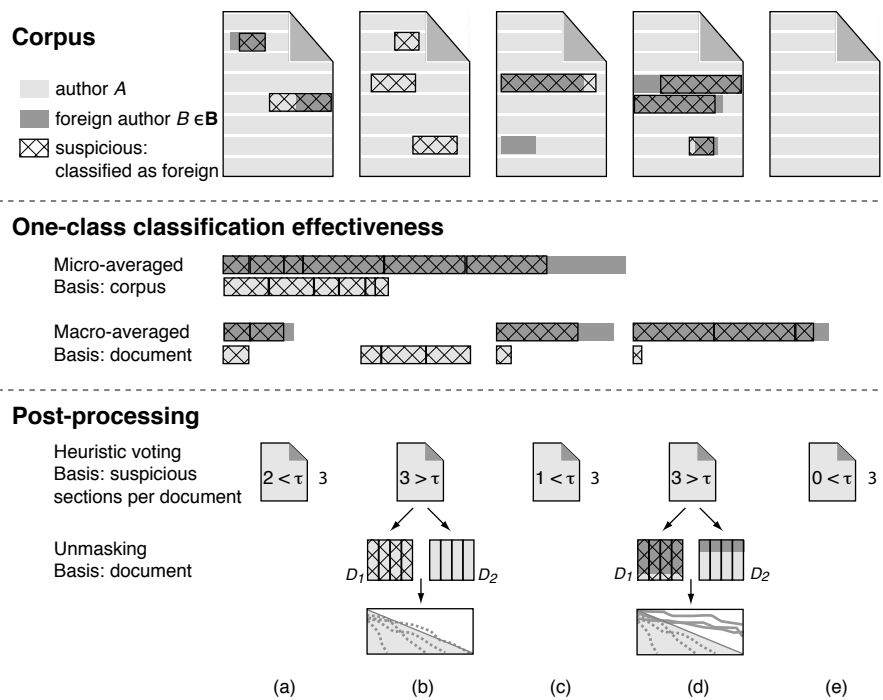 Corpus
author A
foreign author B ϵB
suspicious:
classified as foreign
One-class classification effectiveness
Micro-averaged
Basis: corpus
Macro-averaged
Basis: document
Post-processing
Heuristic voting
Basis: suspicious
sections per document
2 < τ 3 3 > τ 1 < τ 3 3 > τ 0 < τ 3
Unmasking
Basis: document
D1 D2 D1 D2
(a) (b) (c) (d) (e)